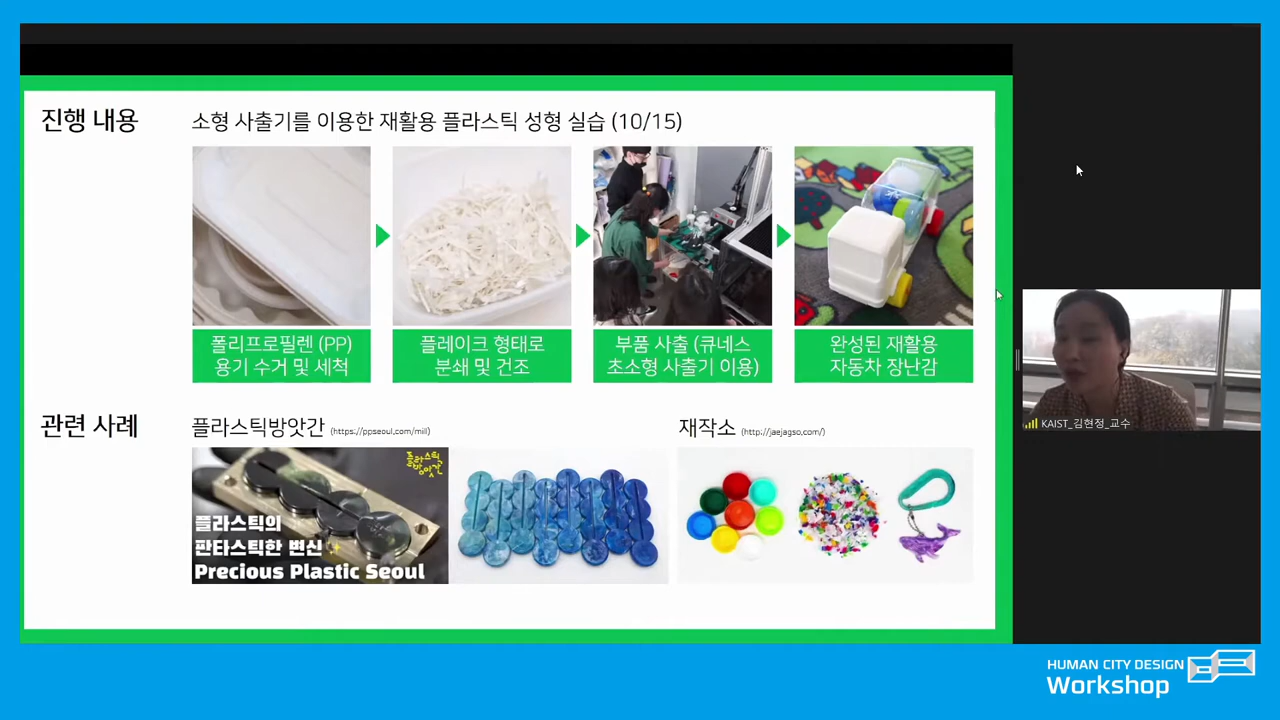 진행 내용
소형 사출기를 이용한 재활용 플라스틱 성형 실습 (10/15)
폴리프로필렌 (PP)
용기 수거 및 세척
플레이크 형태로
분쇄 및 건조
부품 사출 (큐네스
초소형 사출기 이용)
완성된 재활용
자동차 장난감
관련 사례
플라스틱방앗간 (https://ppseoul.com/mill)
재작소 (http://jaejagso.com/)
플라스틱
방앗간
플라스틱의
판타스틱한 변신
Precious Plastic Seoul
KAIST_김현정_교수
HUMAN CITY DESIGN
Workshop